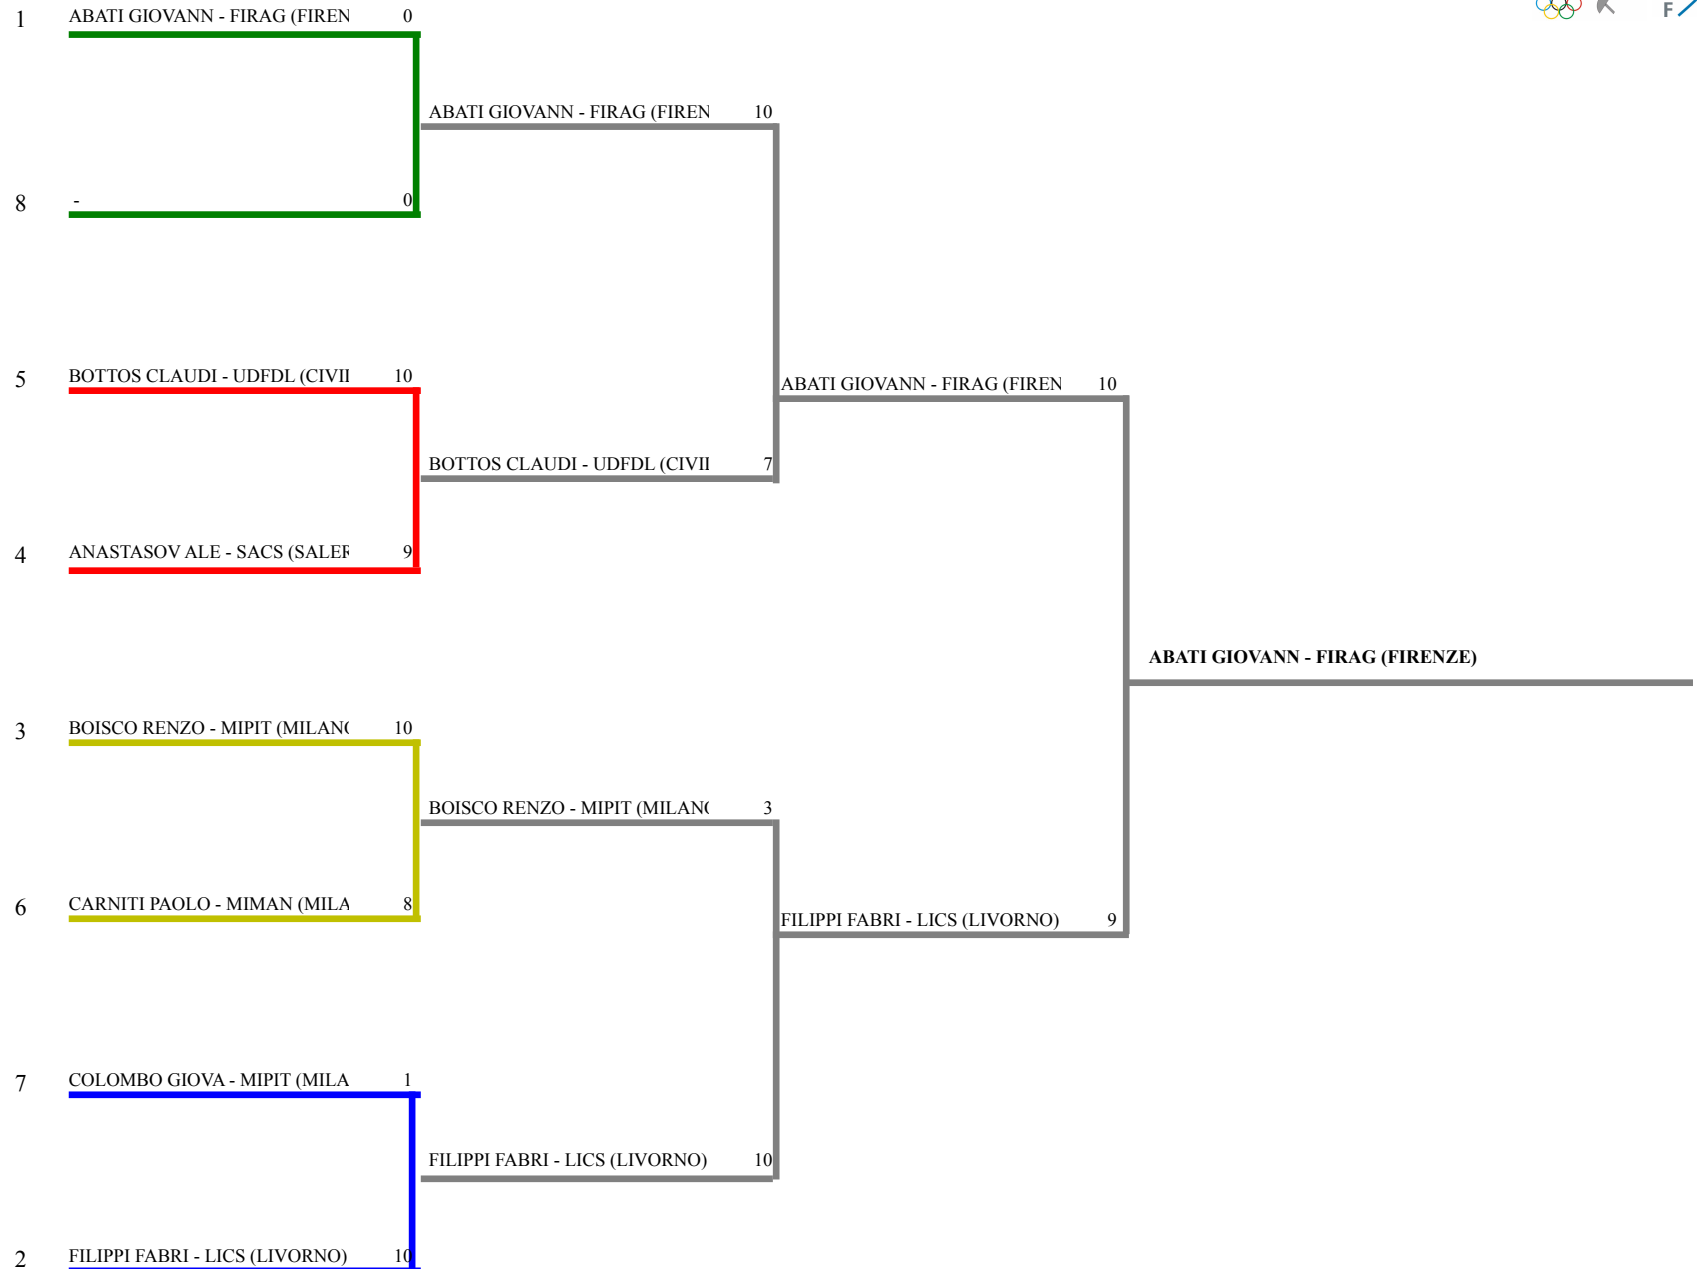 1 ABATI GIOVANN - FIRAG (FIREN 0
ABATI GIOVANN - FIRAG (FIREN 10
8 - 0
5 BOTTOS CLAUDI - UDFDL (CIVII 10
ABATI GIOVANN - FIRAG (FIREN 10
BOTTOS CLAUDI - UDFDL (CIVII 7
4 ANASTASOV ALE - SACS (SALER 9
ABATI GIOVANN - FIRAG (FIRENZE)
3 BOISCO RENZO - MIPIT (MILANO 10
BOISCO RENZO - MIPIT (MILANO 3
6 CARNITI PAOLO - MIMAN (MILA 8
FILIPPI FABRI - LICS (LIVORNO) 9
7 COLOMBO GIOVA - MIPIT (MILA 1
FILIPPI FABRI - LICS (LIVORNO) 10
2 FILIPPI FABRI - LICS (LIVORNO) 10
F